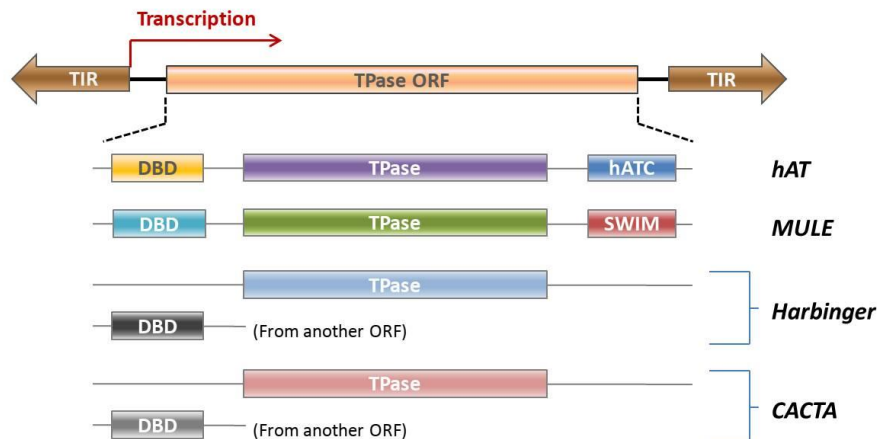 Transcription
TIR
TPase ORF
TIR
DBD
TPase
hATC
hAT
DBD
TPase
SWIM
MULE
TPase
Harbinger
DBD
(From another ORF)
TPase
CACTA
DBD
(From another ORF)